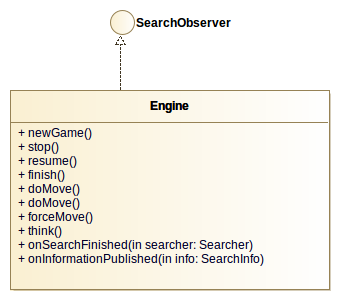 SearchObserver
Engine
+ newGame()
+ stop()
+ resume()
+ finish()
+ doMove()
+ doMove()
+ forceMove()
+ think()
+ onSearchFinished(in searcher: Searcher)
+ onInformationPublished(in info: SearchInfo)